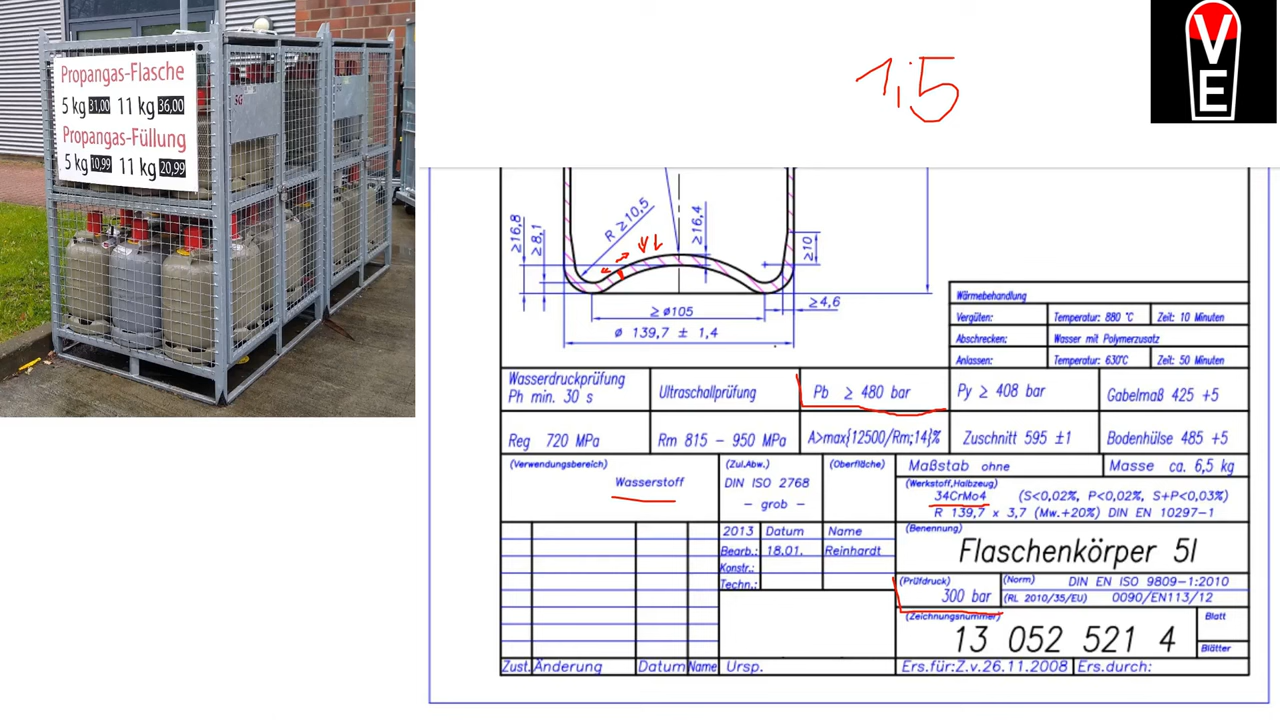 Propangas-Flasche
5 kg 31,00 11 kg 36,00
Propangas-Füllung
5 kg 10,99 11 kg 20,99
SG
1,5
VE
≥16,8
≥8,1
R ≥10,5
≥16,4
≥10
≥4,6
≥ø105
ø 139,7 ± 1,4
Wärmebehandlung
Vergüten: Temperatur: 880 °C Zeit: 10 Minuten
Abschrecken: Wasser mit Polymerzusatz
Anlassen: Temperatur: 630°C Zeit: 50 Minuten
Wasserdruckprüfung
Ph min. 30 s
Ultraschallprüfung
Pb ≥ 480 bar
Py ≥ 408 bar
Gabelmaß 425 +5
Reg 720 MPa
Rm 815 - 950 MPa
A>max{12500/Rm;14}%
Zuschnitt 595 ±1
Bodenhülse 485 +5
(Verwendungsbereich)
Wasserstoff
(Zul.Abw.)
DIN ISO 2768
- grob -
(Oberfläche)
Maßstab ohne
Masse ca. 6,5 kg
(Werkstoff,Halbzeug)
34CrMo4 (S<0,02%, P<0,02%, S+P<0,03%)
R 139,7 x 3,7 (Mw.+20%) DIN EN 10297-1
2013 Datum Name
Bearb.: 18.01. Reinhardt
Konstr.:
Techn.:
(Benennung)
Flaschenkörper 5l
(Prüfdruck)
300 bar
(Norm) DIN EN ISO 9809-1:2010
(RL 2010/35/EU) 0090/EN113/12
(Zeichnungsnummer)
13 052 521 4
Blatt
Blätter
Zust. Änderung Datum Name Ursp. Ers.für: Z.v.26.11.2008 Ers.durch: